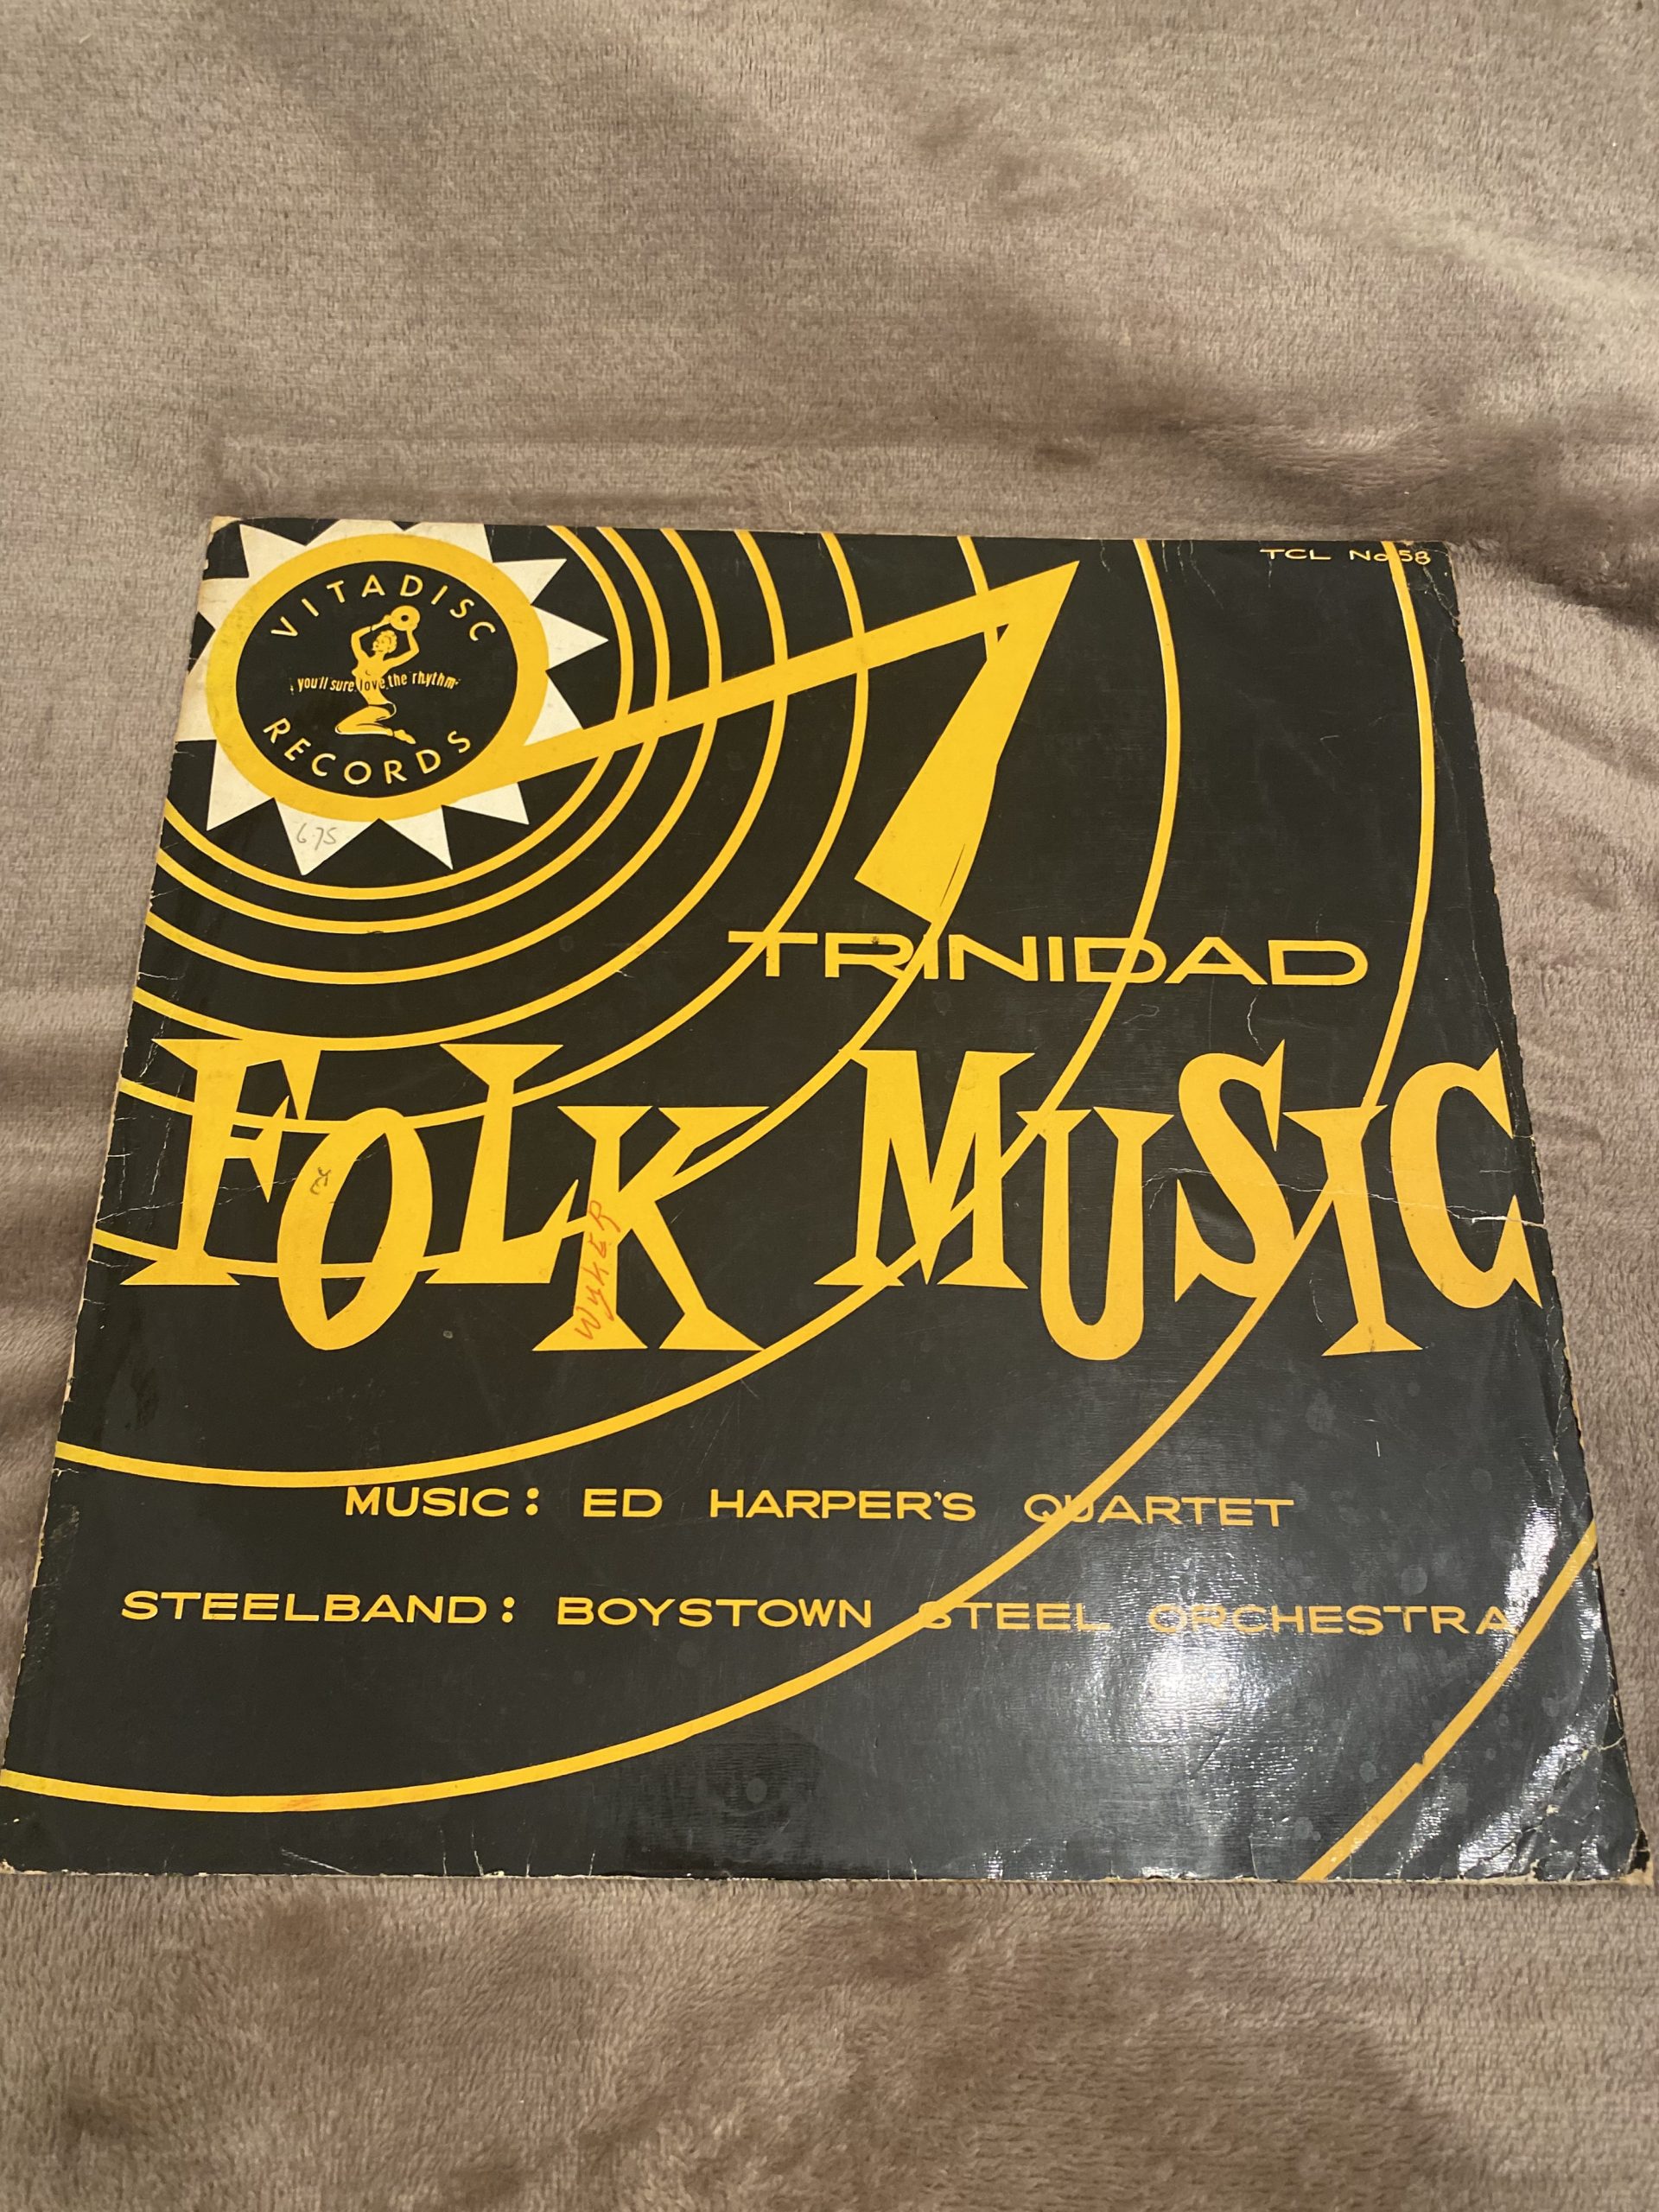 TCL No 58
VITADISC
you'll sure love the rhythm
RECORDS
6.75
TRINIDAD
FOLK MUSIC
MUSIC: ED HARPER'S QUARTET
STEELBAND: BOYSTOWN STEEL ORCHESTRA